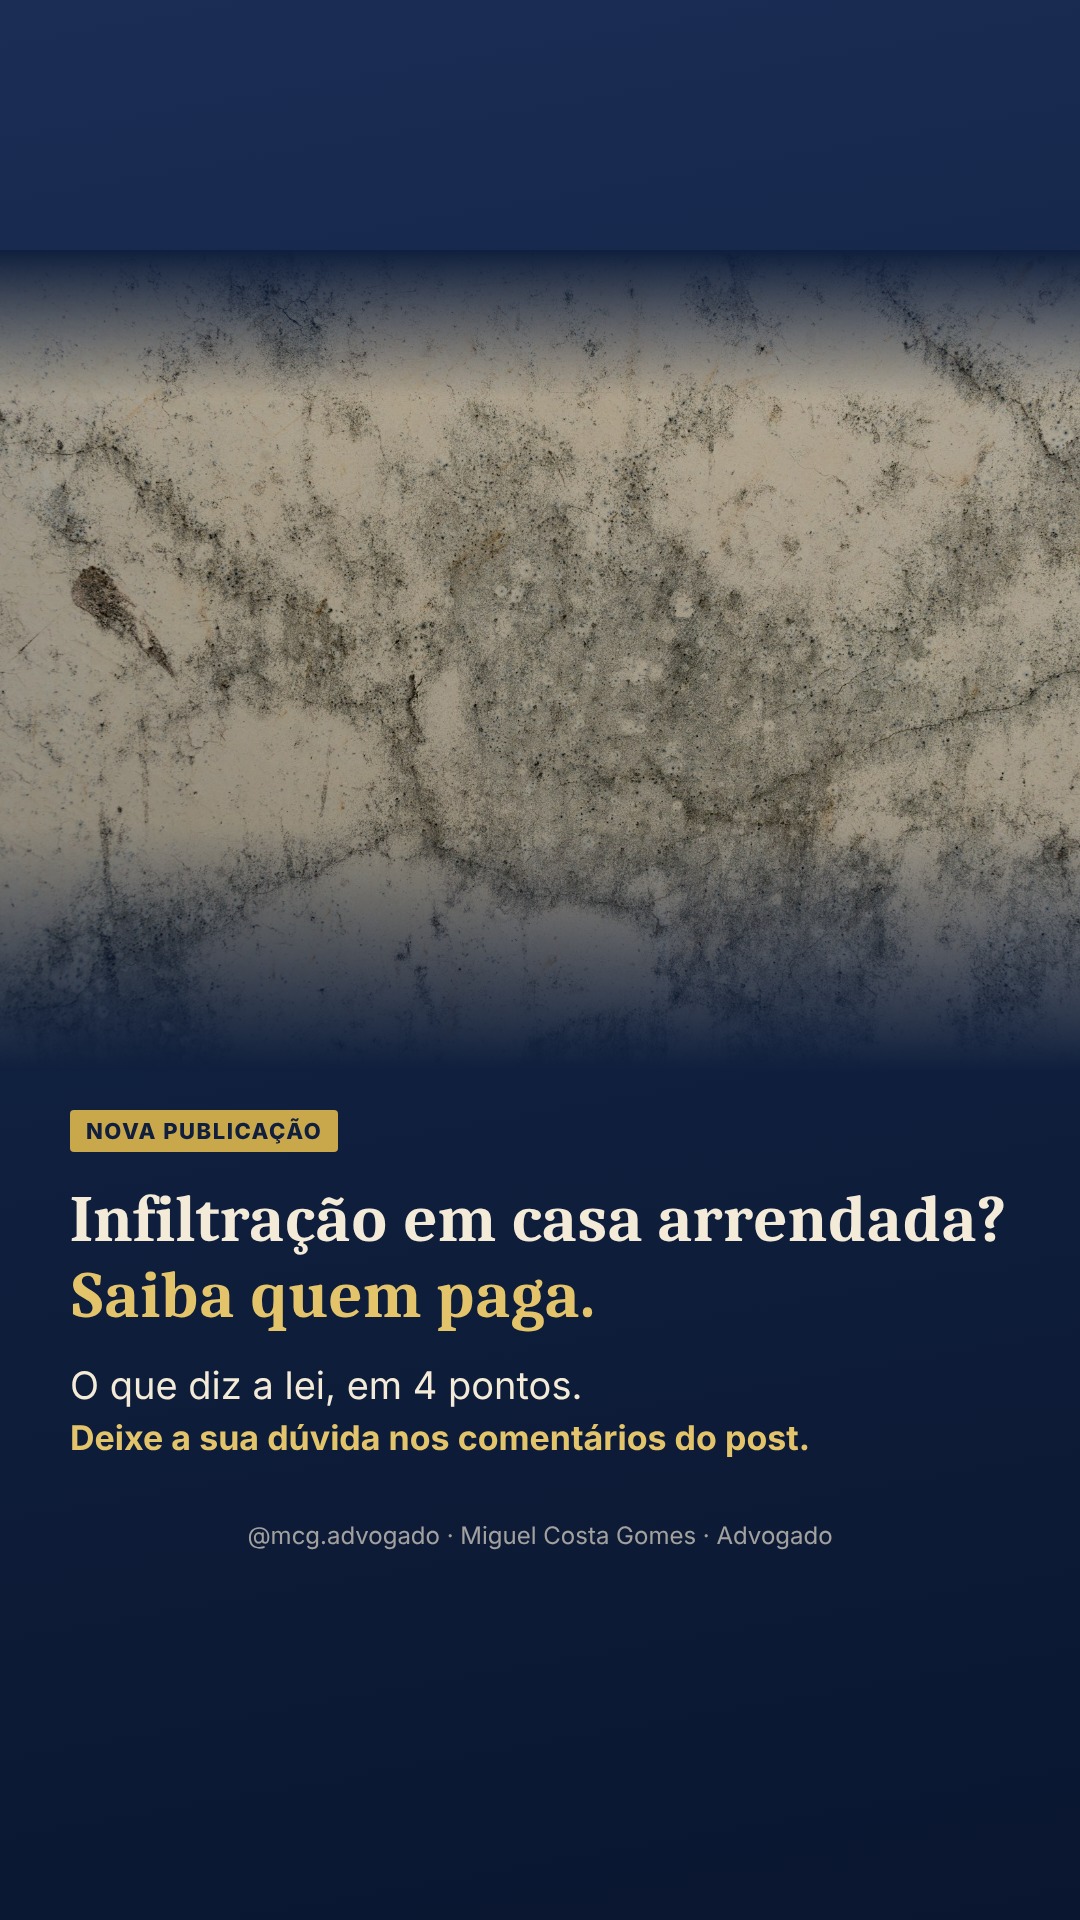 NOVA PUBLICAÇÃO
Infiltração em casa arrendada?
Saiba quem paga.
O que diz a lei, em 4 pontos.
Deixe a sua dúvida nos comentários do post.
@mcg.advogado · Miguel Costa Gomes · Advogado